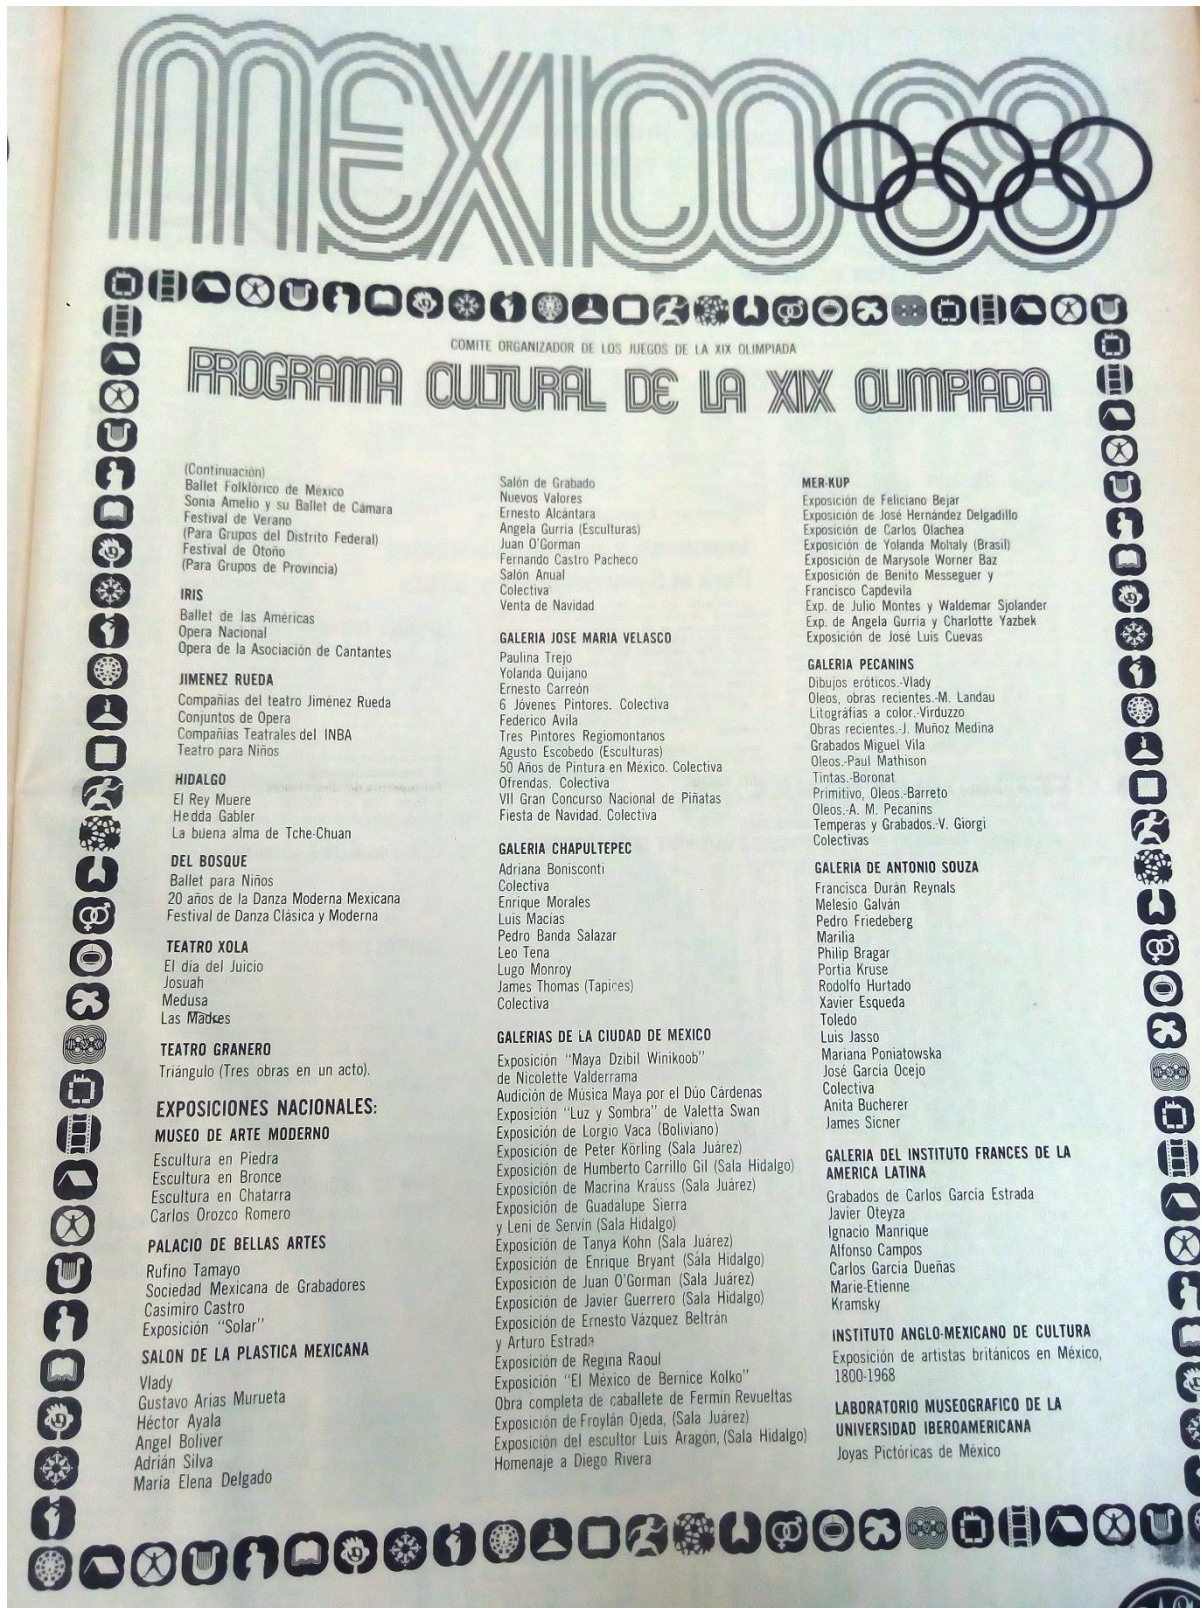 MEXICO 68
COMITE ORGANIZADOR DE LOS JUEGOS DE LA XIX OLIMPIADA
PROGRAMA CULTURAL DE LA XIX OLIMPIADA
(Continuación)
Ballet Folklórico de México
Sonia Amelio y su Ballet de Cámara
Festival de Verano
(Para Grupos del Distrito Federal)
Festival de Otoño
(Para Grupos de Provincia)
IRIS
Ballet de las Américas
Opera Nacional
Opera de la Asociación de Cantantes
JIMENEZ RUEDA
Compañías del teatro Jiménez Rueda
Conjuntos de Opera
Compañías Teatrales del INBA
Teatro para Niños
HIDALGO
El Rey Muere
Hedda Gabler
La buena alma de Tche-Chuan
DEL BOSQUE
Ballet para Niños
20 años de la Danza Moderna Mexicana
Festival de Danza Clásica y Moderna
TEATRO XOLA
El día del Juicio
Josuah
Medusa
Las Madres
TEATRO GRANERO
Triángulo (Tres obras en un acto).
EXPOSICIONES NACIONALES:
MUSEO DE ARTE MODERNO
Escultura en Piedra
Escultura en Bronce
Escultura en Chatarra
Carlos Orozco Romero
PALACIO DE BELLAS ARTES
Rufino Tamayo
Sociedad Mexicana de Grabadores
Casimiro Castro
Exposición "Solar"
SALON DE LA PLASTICA MEXICANA
Vlady
Gustavo Arias Murueta
Héctor Ayala
Angel Boliver
Adrián Silva
María Elena Delgado
Salón de Grabado
Nuevos Valores
Ernesto Alcántara
Angela Gurria (Esculturas)
Juan O'Gorman
Fernando Castro Pacheco
Salón Anual
Colectiva
Venta de Navidad
GALERIA JOSE MARIA VELASCO
Paulina Trejo
Yolanda Quijano
Ernesto Carreón
6 Jóvenes Pintores. Colectiva
Federico Avila
Tres Pintores Regiomontanos
Agusto Escobedo (Esculturas)
50 Años de Pintura en México. Colectiva
Ofrendas. Colectiva
VII Gran Concurso Nacional de Piñatas
Fiesta de Navidad. Colectiva
GALERIA CHAPULTEPEC
Adriana Bonisconti
Colectiva
Enrique Morales
Luis Macías
Pedro Banda Salazar
Leo Tena
Lugo Monroy
James Thomas (Tapices)
Colectiva
GALERIAS DE LA CIUDAD DE MEXICO
Exposición "Maya Dzibil Winikoob"
de Nicolette Valderrama
Audición de Música Maya por el Dúo Cárdenas
Exposición "Luz y Sombra" de Valetta Swan
Exposición de Lorgio Vaca (Boliviano)
Exposición de Peter Körling (Sala Juárez)
Exposición de Humberto Carrillo Gil (Sala Hidalgo)
Exposición de Macrina Krauss (Sala Juárez)
Exposición de Guadalupe Sierra
y Leni de Servín (Sala Hidalgo)
Exposición de Tanya Kohn (Sala Juárez)
Exposición de Enrique Bryant (Sála Hidalgo)
Exposición de Juan O'Gorman (Sala Juárez)
Exposición de Javier Guerrero (Sala Hidalgo)
Exposición de Ernesto Vázquez Beltrán
y Arturo Estrada
Exposición de Regina Raoul
Exposición "El México de Bernice Kolko"
Obra completa de caballete de Fermín Revueltas
Exposición de Froylán Ojeda, (Sala Juárez)
Exposición del escultor Luis Aragón, (Sala Hidalgo)
Homenaje a Diego Rivera
MER-KUP
Exposición de Feliciano Bejar
Exposición de José Hernández Delgadillo
Exposición de Carlos Olachea
Exposición de Yolanda Mohaly (Brasil)
Exposición de Marysole Worner Baz
Exposición de Benito Messeguer y
Francisco Capdevila
Exp. de Julio Montes y Waldemar Sjolander
Exp. de Angela Gurria y Charlotte Yazbek
Exposición de José Luis Cuevas
GALERIA PECANINS
Dibujos eróticos.-Vlady
Oleos, obras recientes.-M. Landau
Litográfias a color.-Virduzzo
Obras recientes.-J. Muñoz Medina
Grabados Miguel Vila
Oleos.-Paul Mathison
Tintas.-Boronat
Primitivo, Oleos.-Barreto
Oleos.-A. M. Pecanins
Temperas y Grabados.-V. Giorgi
Colectivas
GALERIA DE ANTONIO SOUZA
Francisca Durán Reynals
Melesio Galván
Pedro Friedeberg
Marilia
Philip Bragar
Portia Kruse
Rodolfo Hurtado
Xavier Esqueda
Toledo
Luis Jasso
Mariana Poniatowska
José García Ocejo
Colectiva
Anita Bucherer
James Sicner
GALERIA DEL INSTITUTO FRANCES DE LA
AMERICA LATINA
Grabados de Carlos García Estrada
Javier Oteyza
Ignacio Manrique
Alfonso Campos
Carlos García Dueñas
Marie-Etienne
Kramsky
INSTITUTO ANGLO-MEXICANO DE CULTURA
Exposición de artistas británicos en México,
1800-1968
LABORATORIO MUSEOGRAFICO DE LA
UNIVERSIDAD IBEROAMERICANA
Joyas Pictóricas de México